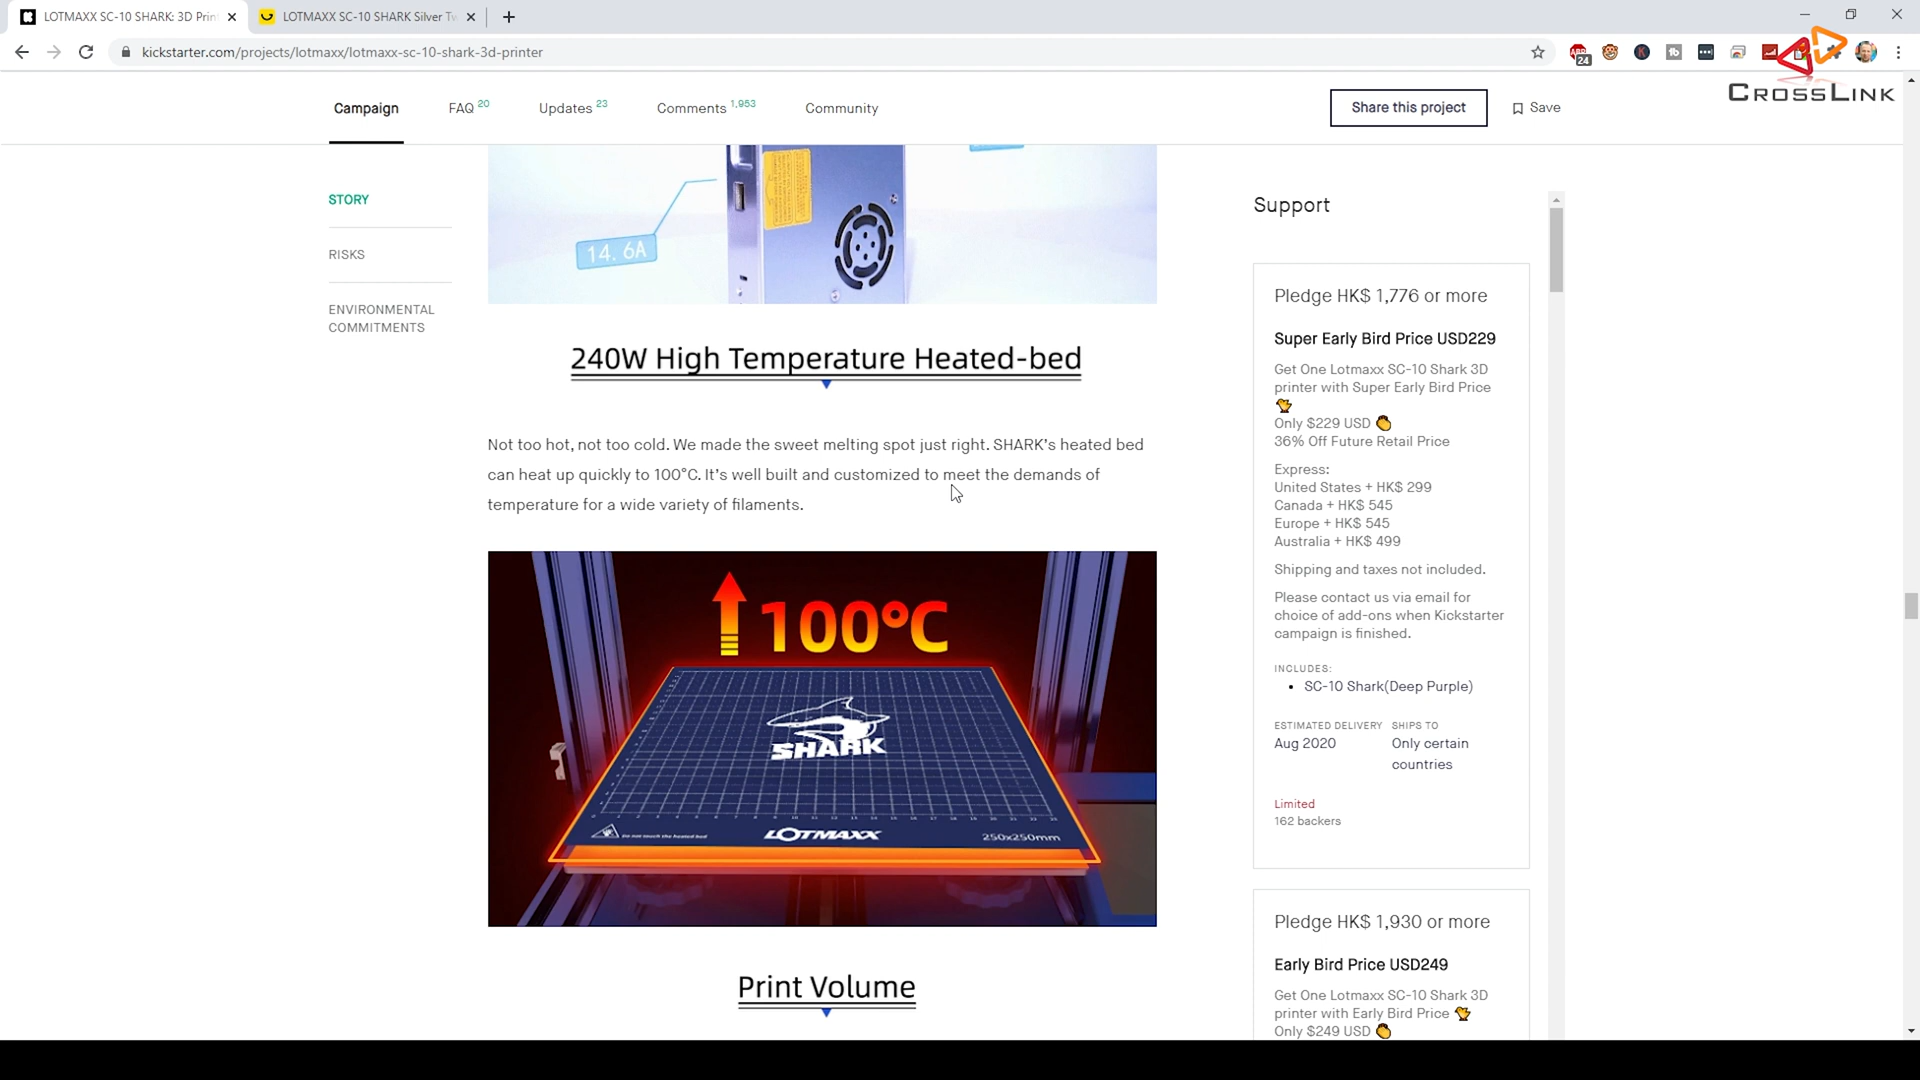 LOTMAXX SC-10 SHARK: 3D Prin
LOTMAXX SC-10 SHARK Silver Tw
kickstarter.com/projects/lotmaxx/lotmaxx-sc-10-shark-3d-printer
24
CROSSLINK
Campaign
FAQ 20
Updates 23
Comments 1,953
Community
Share this project
Save
STORY
RISKS
ENVIRONMENTAL
COMMITMENTS
14.6A
240W High Temperature Heated-bed
Not too hot, not too cold. We made the sweet melting spot just right. SHARK's heated bed
can heat up quickly to 100°C. It's well built and customized to meet the demands of
temperature for a wide variety of filaments.
100°C
SHARK
Do not touch the heated bed
LOTMAXX
250x250mm
Print Volume
Support
Pledge HK$ 1,776 or more
Super Early Bird Price USD229
Get One Lotmaxx SC-10 Shark 3D
printer with Super Early Bird Price
Only $229 USD
36% Off Future Retail Price
Express:
United States + HK$ 299
Canada + HK$ 545
Europe + HK$ 545
Australia + HK$ 499
Shipping and taxes not included.
Please contact us via email for
choice of add-ons when Kickstarter
campaign is finished.
INCLUDES:
• SC-10 Shark(Deep Purple)
ESTIMATED DELIVERY SHIPS TO
Aug 2020 Only certain
countries
Limited
162 backers
Pledge HK$ 1,930 or more
Early Bird Price USD249
Get One Lotmaxx SC-10 Shark 3D
printer with Early Bird Price
Only $249 USD